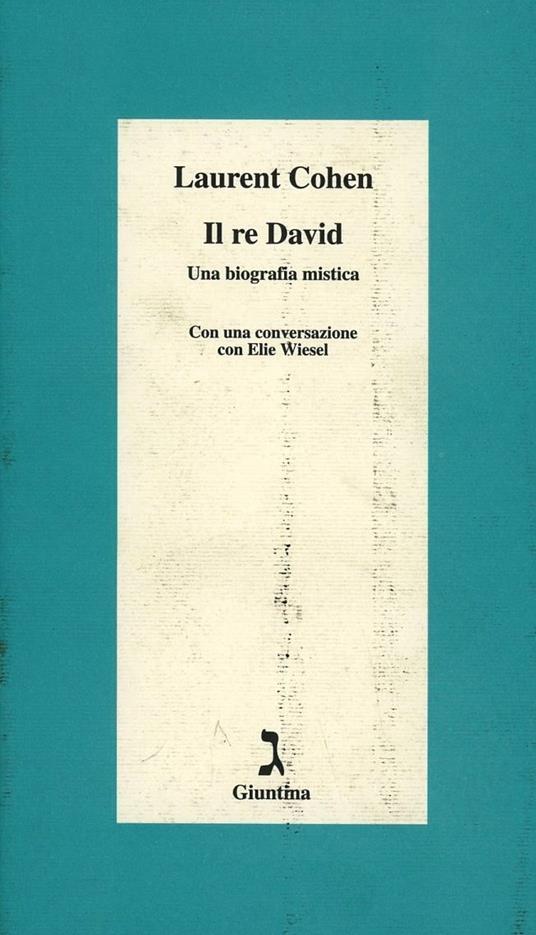 Laurent Cohen
Il re David
Una biografia mistica
Con una conversazione
con Elie Wiesel
ג
Giuntina